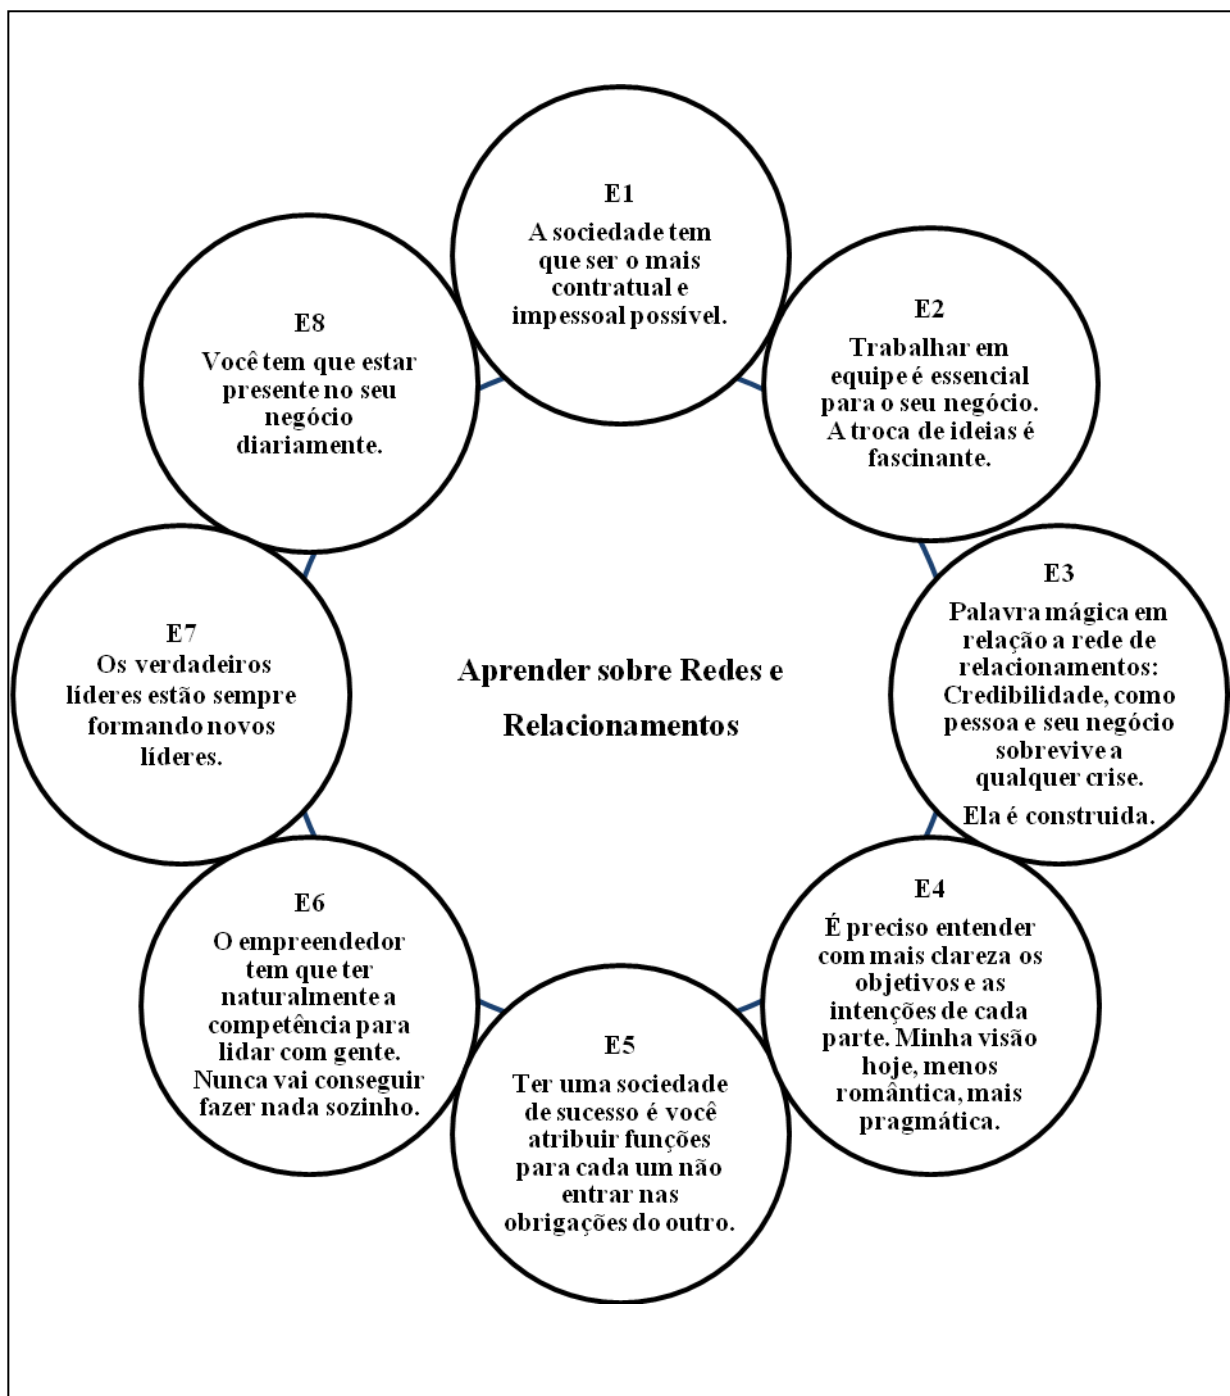 E1
A sociedade tem
que ser o mais
contratual e
impessoal possível.
E2
Trabalhar em
equipe é essencial
para o seu negócio.
A troca de ideias é
fascinante.
E3
Palavra mágica em
relação a rede de
relacionamentos:
Credibilidade, como
pessoa e seu negócio
sobrevive a
qualquer crise.
Ela é construida.
E4
É preciso entender
com mais clareza os
objetivos e as
intenções de cada
parte. Minha visão
hoje, menos
romântica, mais
pragmática.
E5
Ter uma sociedade
de sucesso é você
atribuir funções
para cada um não
entrar nas
obrigações do outro.
E6
O empreendedor
tem que ter
naturalmente a
competência para
lidar com gente.
Nunca vai conseguir
fazer nada sozinho.
E7
Os verdadeiros
líderes estão sempre
formando novos
líderes.
E8
Você tem que estar
presente no seu
negócio
diariamente.
Aprender sobre Redes e
Relacionamentos